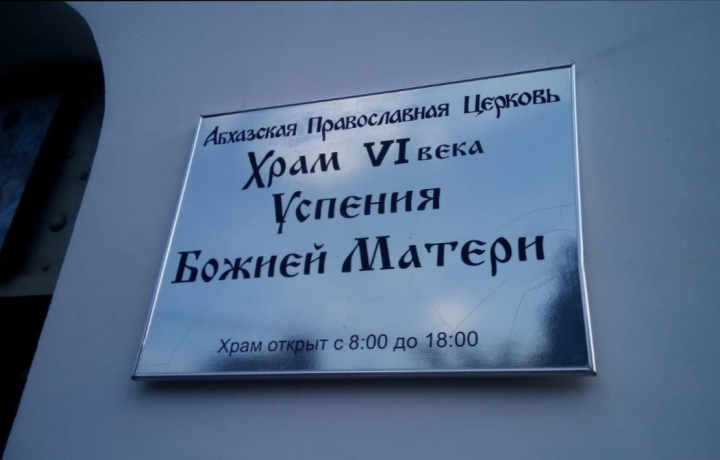 Абхазская Православная Церковь
Храм VI века
Успения
Божией Матери
Храм открыт с 8:00 до 18:00